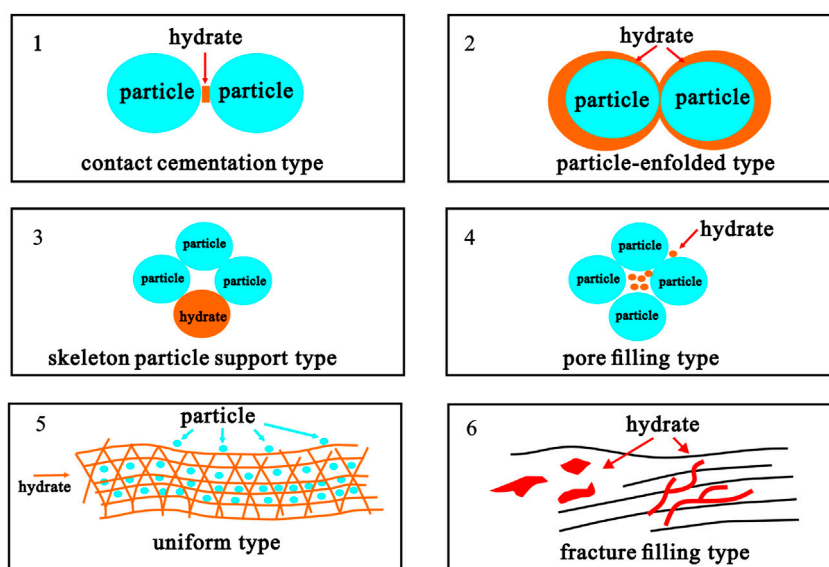 1
hydrate
particle particle
contact cementation type
2
hydrate
particle particle
particle-enfolded type
3
particle
particle particle
hydrate
skeleton particle support type
4
hydrate
particle
particle particle
particle
pore filling type
5
particle
hydrate
uniform type
6
hydrate
fracture filling type